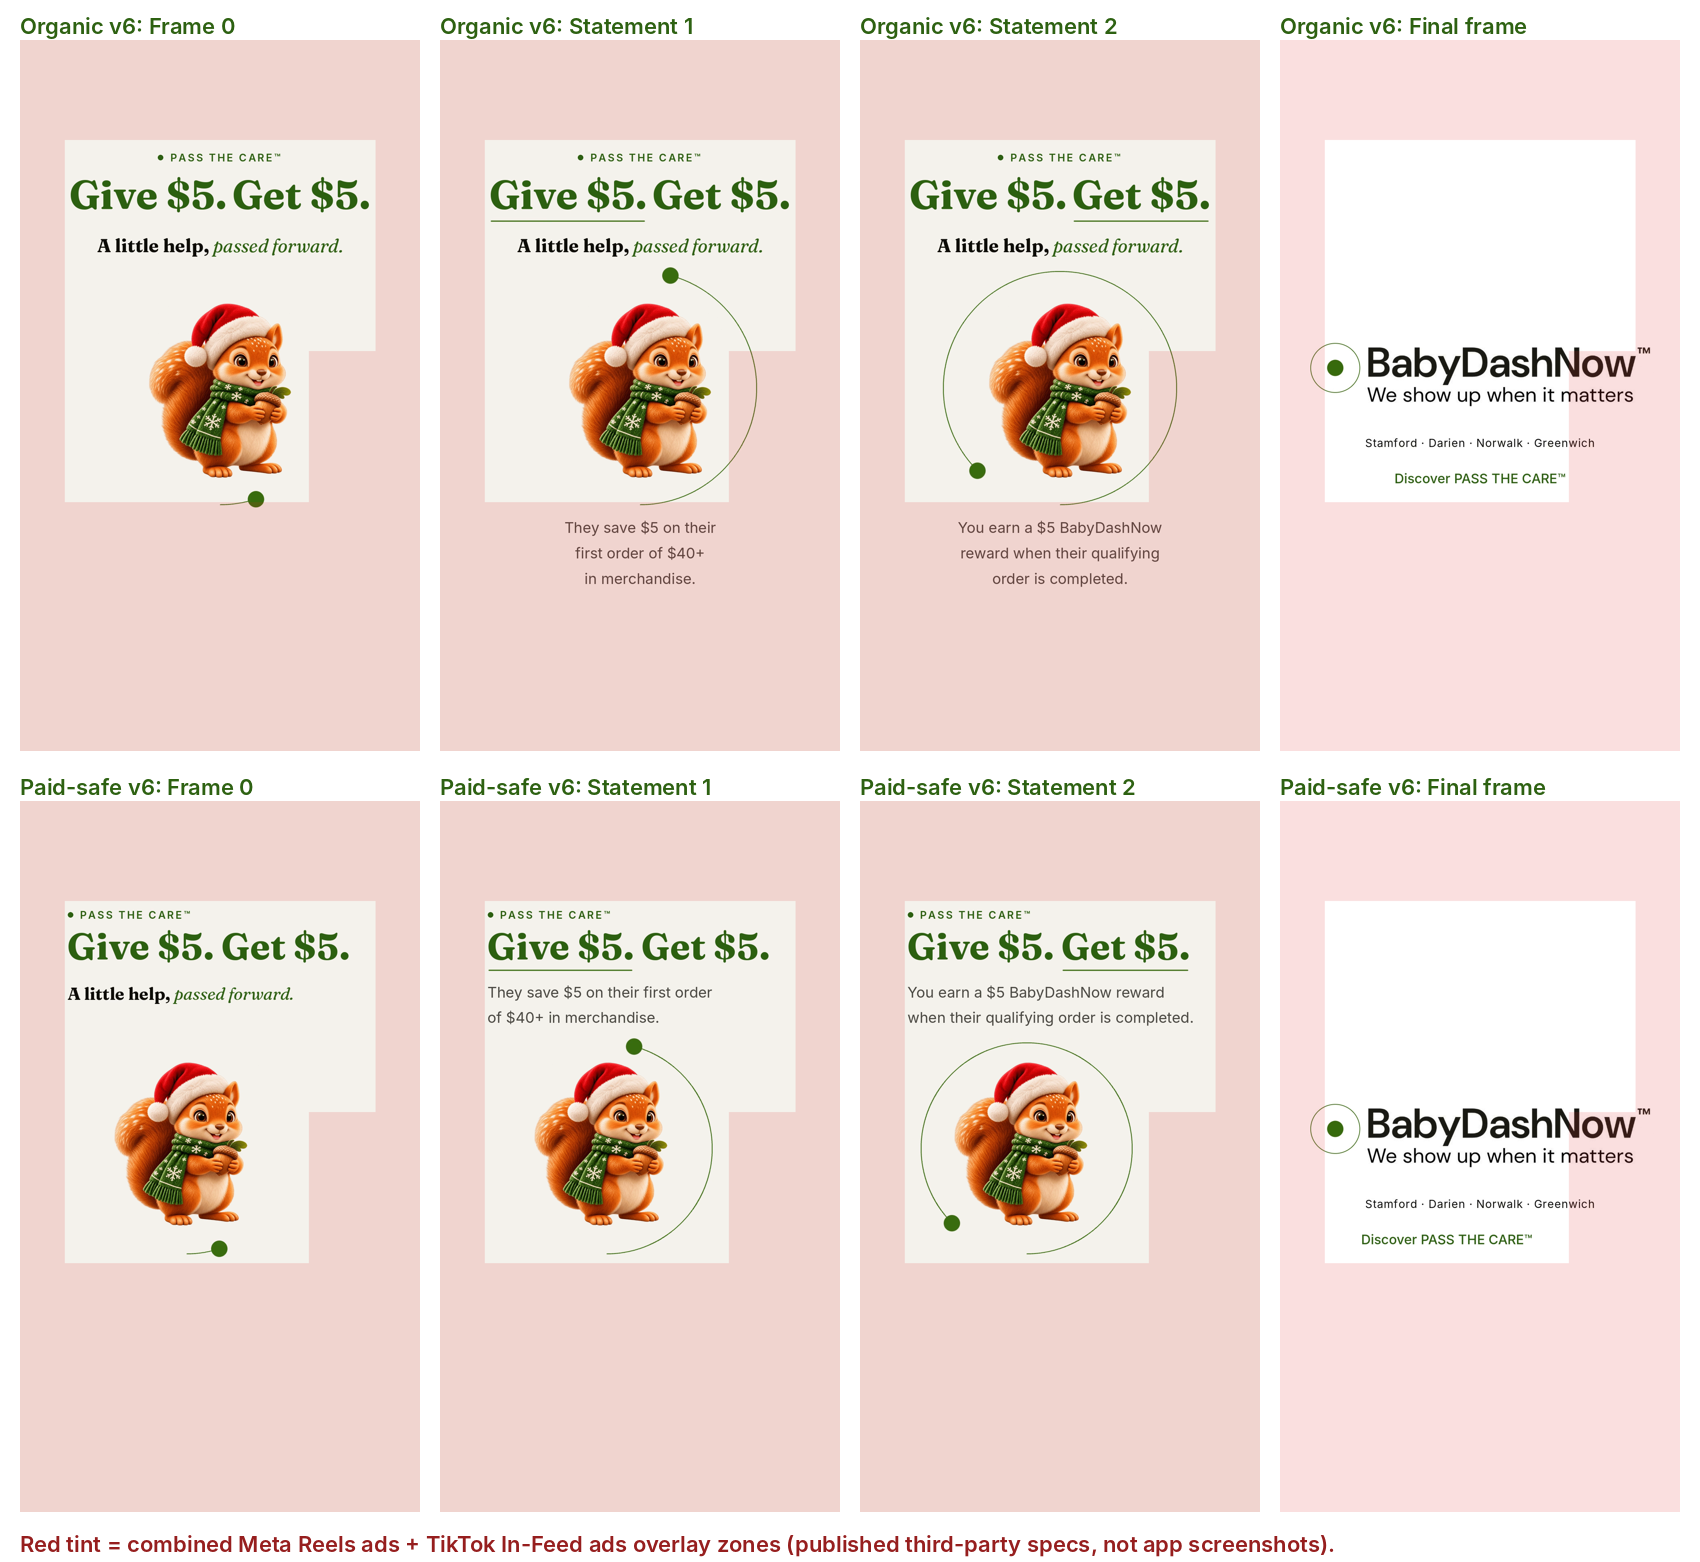 Organic v6: Frame 0
• PASS THE CARE™
Give $5. Get $5.
A little help, passed forward.
Organic v6: Statement 1
• PASS THE CARE™
Give $5. Get $5.
A little help, passed forward.
They save $5 on their
first order of $40+
in merchandise.
Organic v6: Statement 2
• PASS THE CARE™
Give $5. Get $5.
A little help, passed forward.
You earn a $5 BabyDashNow
reward when their qualifying
order is completed.
Organic v6: Final frame
BabyDashNow™
We show up when it matters
Stamford · Darien · Norwalk · Greenwich
Discover PASS THE CARE™
Paid-safe v6: Frame 0
• PASS THE CARE™
Give $5. Get $5.
A little help, passed forward.
Paid-safe v6: Statement 1
• PASS THE CARE™
Give $5. Get $5.
They save $5 on their first order
of $40+ in merchandise.
Paid-safe v6: Statement 2
• PASS THE CARE™
Give $5. Get $5.
You earn a $5 BabyDashNow reward
when their qualifying order is completed.
Paid-safe v6: Final frame
BabyDashNow™
We show up when it matters
Stamford · Darien · Norwalk · Greenwich
Discover PASS THE CARE™
Red tint = combined Meta Reels ads + TikTok In-Feed ads overlay zones (published third-party specs, not app screenshots).